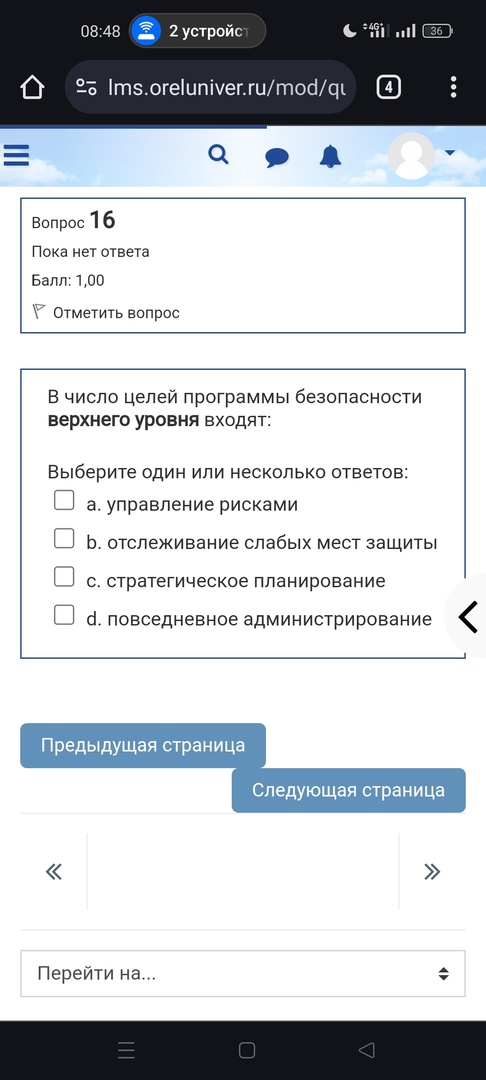 08:48
2 устройст
4G+
36
lms.oreluniver.ru/mod/qu
4
Вопрос 16
Пока нет ответа
Балл: 1,00
Отметить вопрос
В число целей программы безопасности
верхнего уровня входят:
Выберите один или несколько ответов:
a. управление рисками
b. отслеживание слабых мест защиты
c. стратегическое планирование
d. повседневное администрирование
Предыдущая страница
Следующая страница
Перейти на...